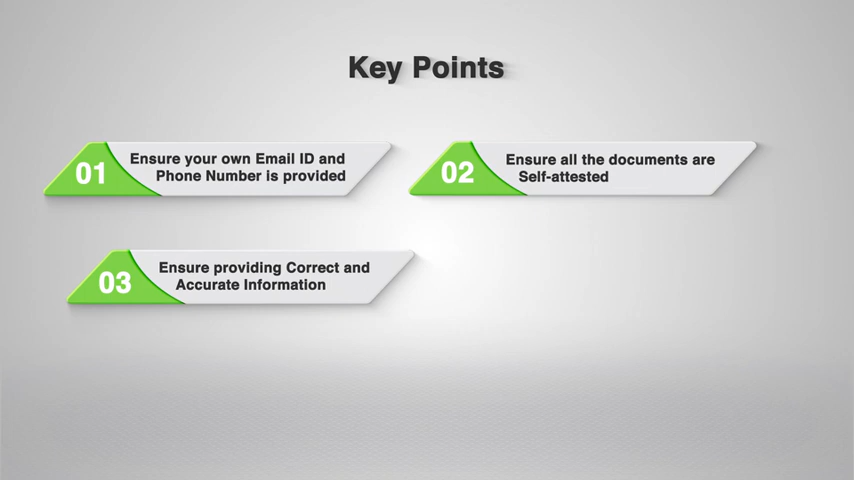 Key Points
01
Ensure your own Email ID and
Phone Number is provided
02
Ensure all the documents are
Self-attested
03
Ensure providing Correct and
Accurate Information